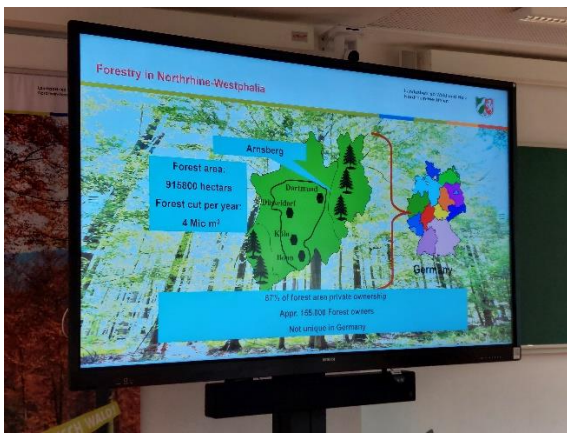 Forestry in Northrhine-Westphalia
Arnsberg
Forest area:
915800 hectars
Forest cut per year:
4 Mio m³
Dortmund
Düsseldorf
Köln
Bonn
Germany
67% of forest area private ownership
Appr. 150.000 Forest owners
Not unique in Germany